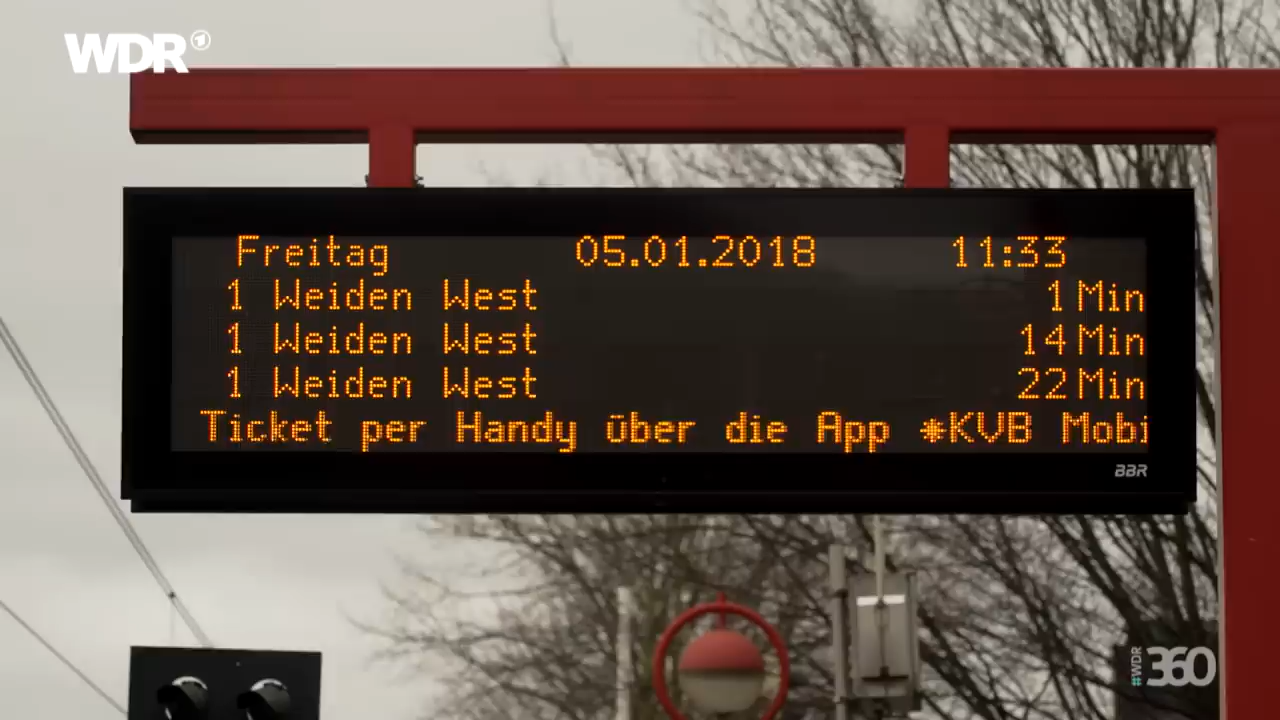 WDR
Freitag 05.01.2018 11:33
1 Weiden West 1 Min
1 Weiden West 14 Min
1 Weiden West 22 Min
Ticket per Handy über die App *KVB Mobi
BBR
#WDR 360